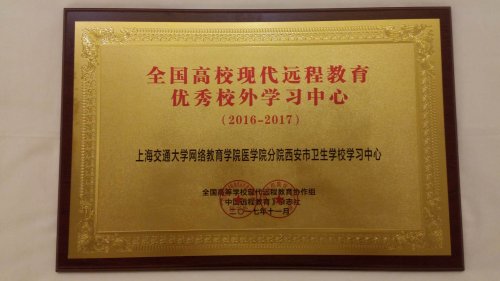 全国高校现代远程教育
优秀校外学习中心
(2016-2017)
上海交通大学网络教育学院医学院分院西安市卫生学校学习中心
全国高等学校现代远程教育协作组
《中国远程教育》杂志社
二〇一七年十一月